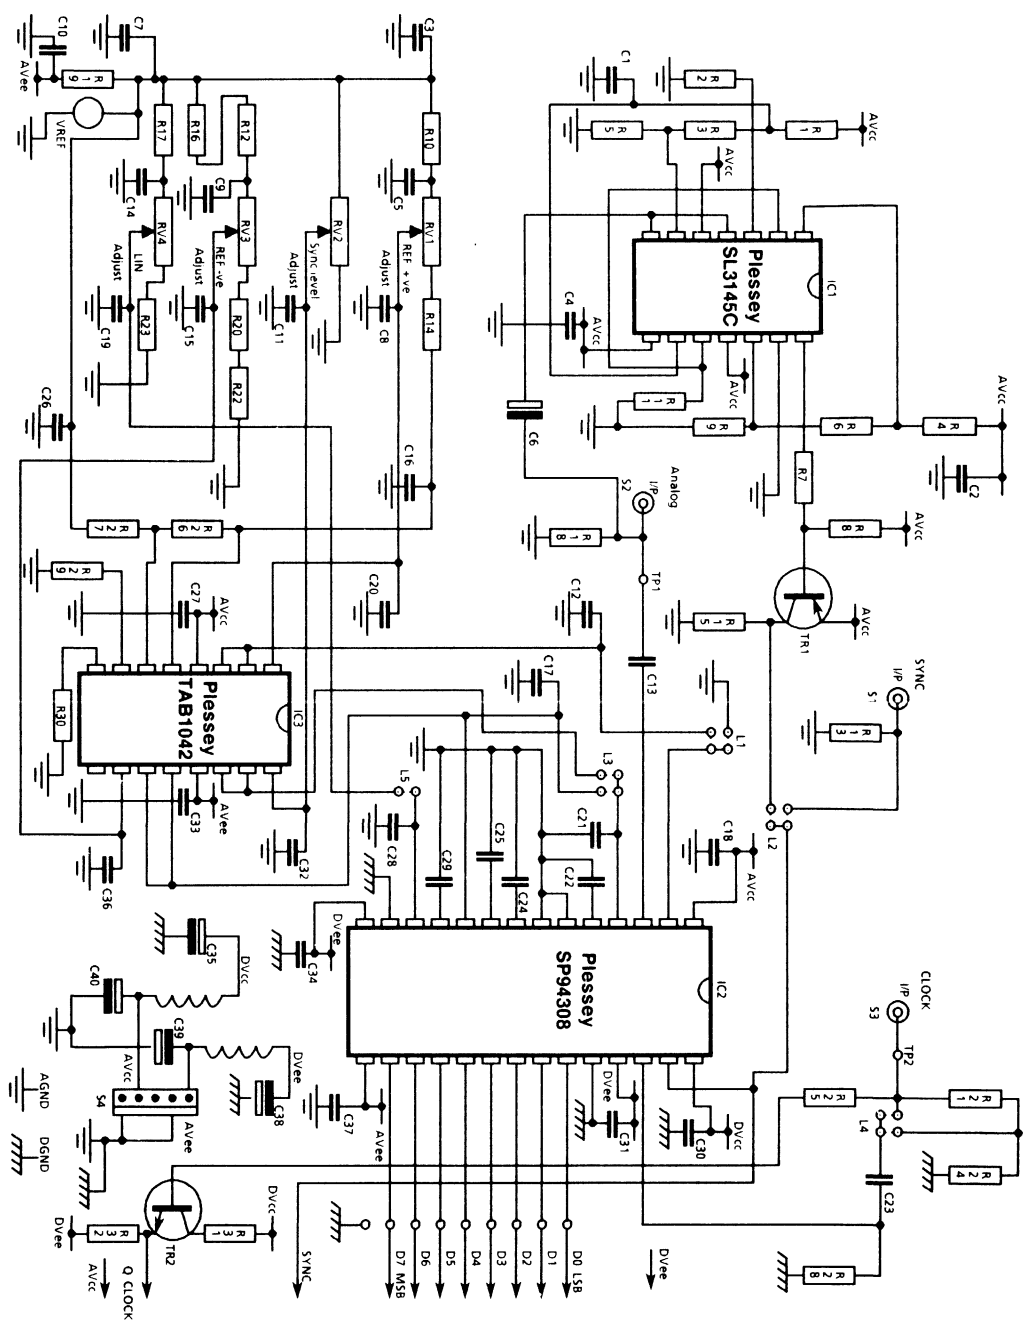 C10
AVee
C7
R19
VREF
R17
R16
R12
C3
R10
C14
C9
C5
RV4
RV3
RV2
RV1
LIN
Adjust
REF -ve
Adjust
Sync level
Adjust
REF + ve
Adjust
C19
R23
C15
R20
C11
C8
R14
R22
C26
C16
R27
R26
R29
C27
AVcc
C20
R30
Plessey
TAB1042
IC3
C33
AVee
C36
C32
C1
R2
R5
R3
R1
AVcc
AVcc
Plessey
SL3145C
IC1
C4
AVcc
AVcc
C6
R11
R9
R6
R4
AVcc
C2
R7
R8
AVcc
Analog
I/P
S2
R18
TP1
C12
C13
C17
R15
TR1
AVcc
SYNC
I/P
S1
R13
L1
L2
L3
L5
C28
C29
C25
C24
C22
C21
C18
AVcc
DVee
C34
Plessey
SP94308
IC2
CLOCK
I/P
S3
TP2
R25
R21
L4
R24
C23
R28
C35
DVcc
C40
C39
DVee
C38
AVcc
S4
AVee
AGND
DGND
C37
AVee
DVee
C31
C30
DVcc
DVcc
DVee
R32
R31
TR2
AVcc
Q CLOCK
SYNC
D7 MSB
D6
D5
D4
D3
D2
D1
D0 LSB
DVee